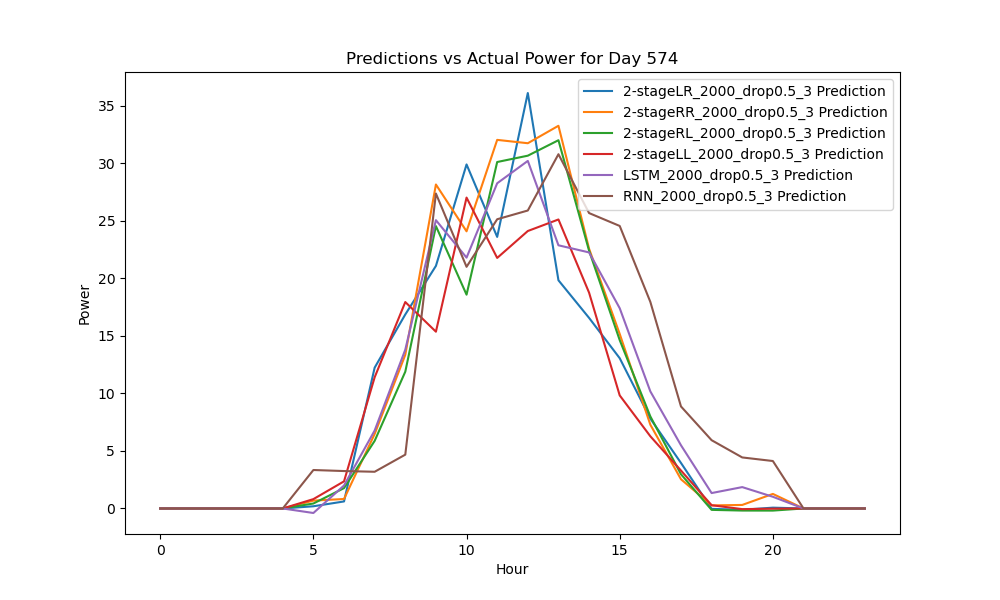 Predictions vs Actual Power for Day 574
2-stageLR_2000_drop0.5_3 Prediction
2-stageRR_2000_drop0.5_3 Prediction
2-stageRL_2000_drop0.5_3 Prediction
2-stageLL_2000_drop0.5_3 Prediction
LSTM_2000_drop0.5_3 Prediction
RNN_2000_drop0.5_3 Prediction
Power
35
30
25
20
15
10
5
0
0 5 10 15 20
Hour